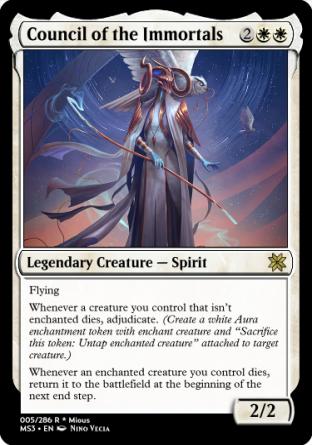 Council of the Immortals 2
Legendary Creature — Spirit
Flying
Whenever a creature you control that isn't
enchanted dies, adjudicate. (Create a white Aura
enchantment token with enchant creature and “Sacrifice
this token: Untap enchanted creature” attached to target
creature.)
Whenever an enchanted creature you control dies,
return it to the battlefield at the beginning of the
next end step.
2/2
005/286 R * Mious
MS3 • EN Nino Vecia